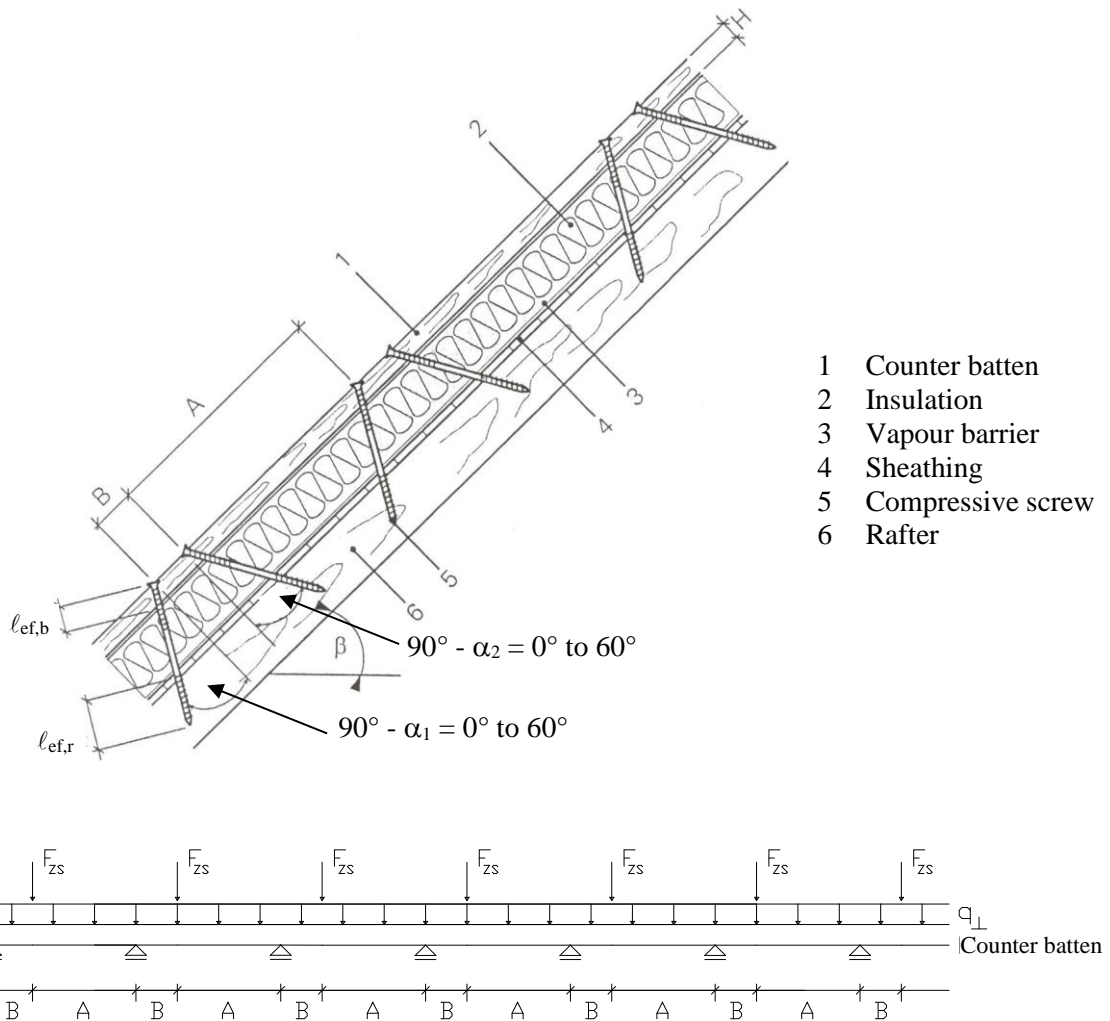 H
2
1
A
3
4
B
5
6
ℓef,b
β
90° - α2 = 0° to 60°
90° - α1 = 0° to 60°
ℓef,r
1 Counter batten
2 Insulation
3 Vapour barrier
4 Sheathing
5 Compressive screw
6 Rafter
Fzs Fzs Fzs Fzs Fzs Fzs Fzs
q⊥
Counter batten
B A B A B A B A B A B A B